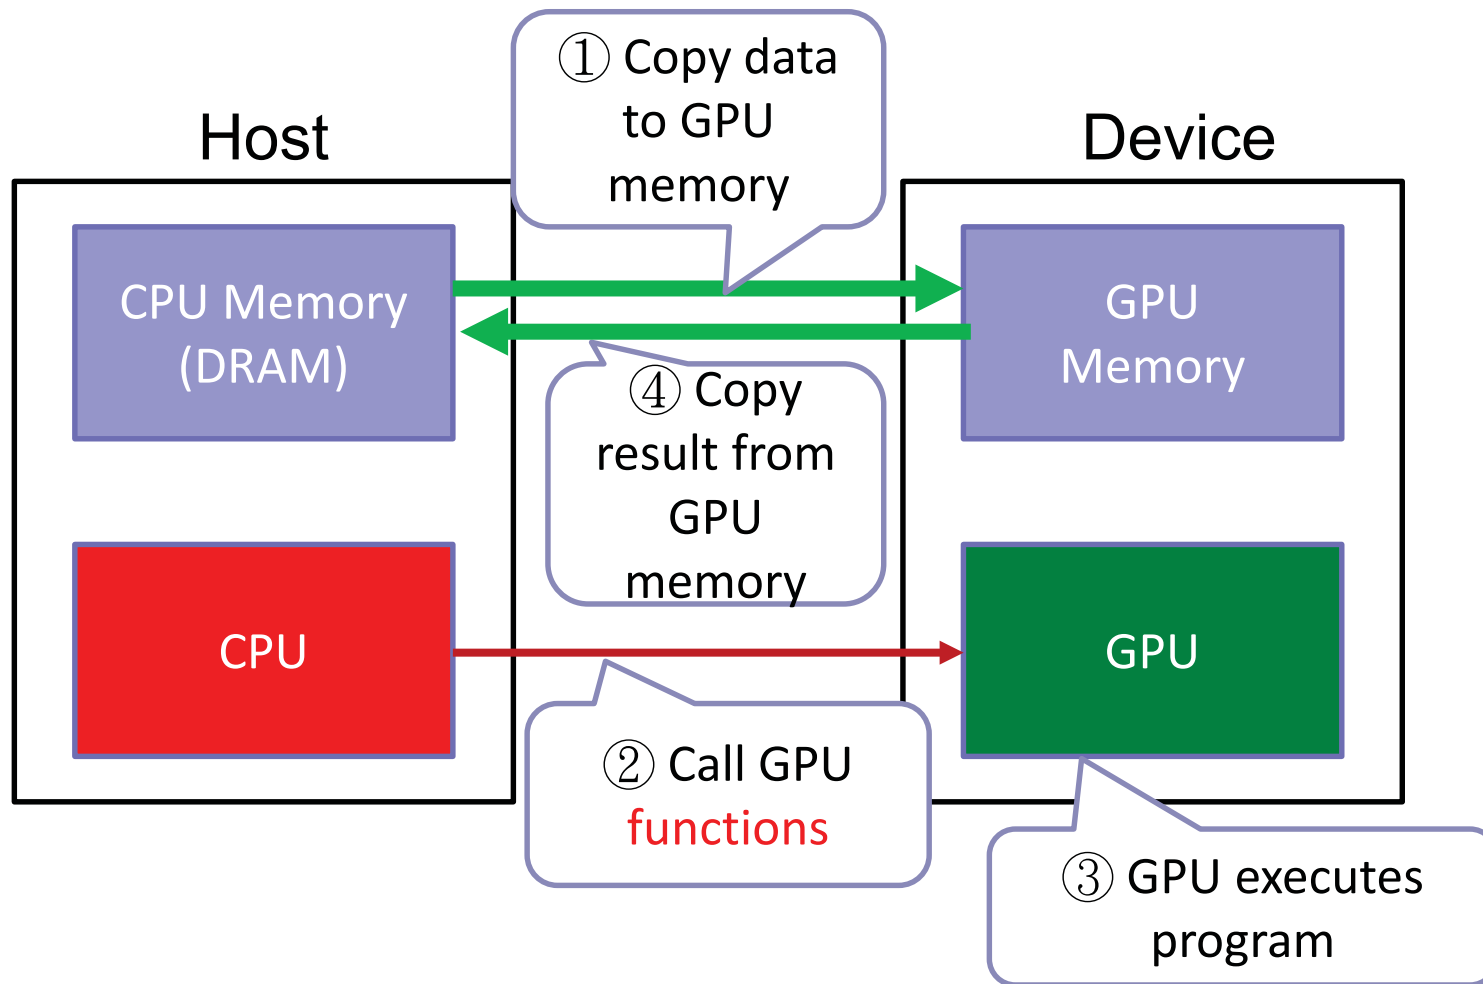 ① Copy data
to GPU
memory
Host
Device
CPU Memory
(DRAM)
GPU
Memory
④ Copy
result from
GPU
memory
CPU
GPU
② Call GPU
functions
③ GPU executes
program